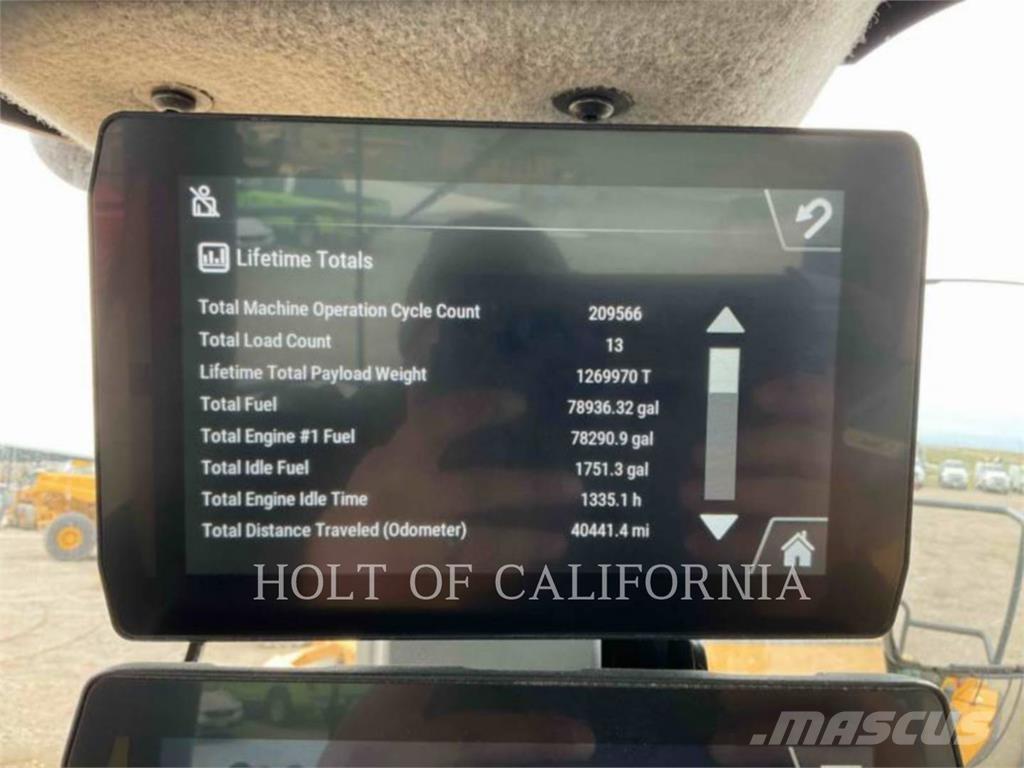 Lifetime Totals
Total Machine Operation Cycle Count 209566
Total Load Count 13
Lifetime Total Payload Weight 1269970 T
Total Fuel 78936.32 gal
Total Engine #1 Fuel 78290.9 gal
Total Idle Fuel 1751.3 gal
Total Engine Idle Time 1335.1 h
Total Distance Traveled (Odometer) 40441.4 mi
HOLT OF CALIFORNIA
MASCUS